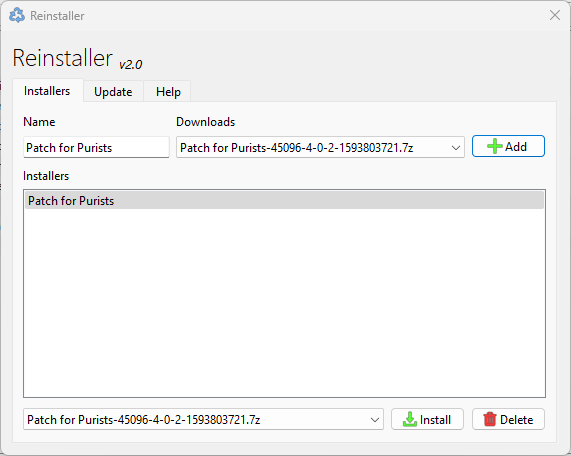 Reinstaller
Reinstaller v2.0
Installers Update Help
Name Downloads
Patch for Purists Patch for Purists-45096-4-0-2-1593803721.7z Add
Installers
Patch for Purists
Patch for Purists-45096-4-0-2-1593803721.7z Install Delete